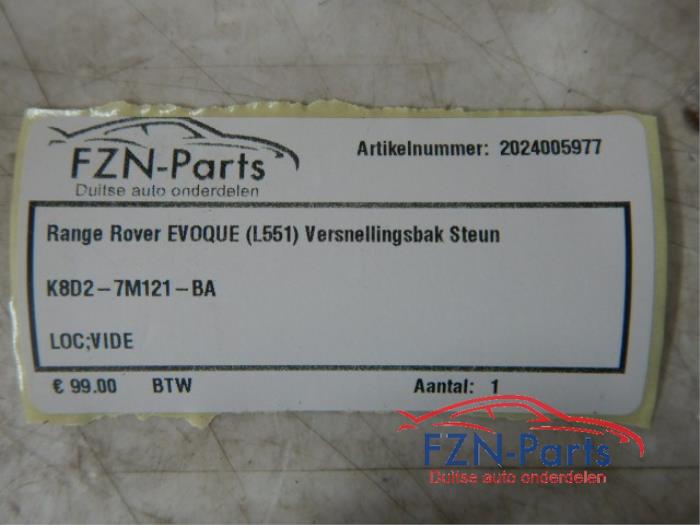 FZN-Parts
Duitse auto onderdelen
Artikelnummer: 2024005977
Range Rover EVOQUE (L551) Versnellingsbak Steun
K8D2-7M121-BA
LOC;VIDE
€ 99.00 BTW Aantal: 1
FZN-Parts
Duitse auto onderdelen